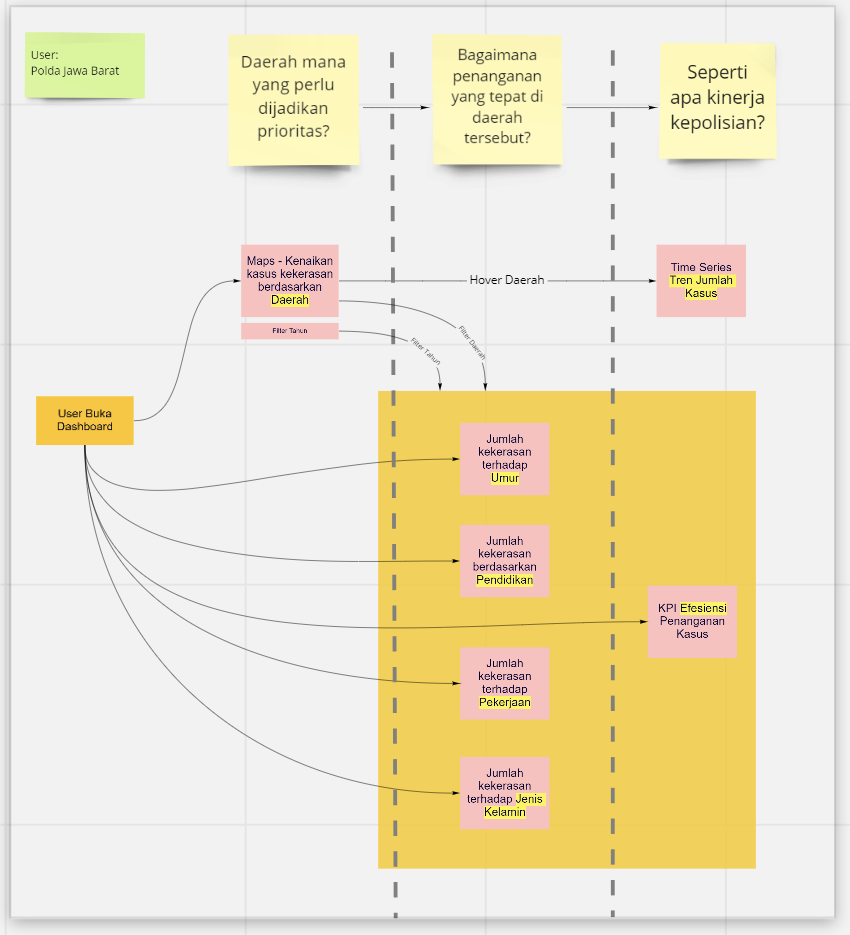 User:
Polda Jawa Barat
Daerah mana
yang perlu
dijadikan
prioritas?
Bagaimana
penanganan
yang tepat di
daerah
tersebut?
Seperti
apa kinerja
kepolisian?
Maps - Kenaikan
kasus kekerasan
berdasarkan
Daerah
Filter Tahun
Hover Daerah
Time Series
Tren Jumlah
Kasus
Filter Tahun
Filter Daerah
User Buka
Dashboard
Jumlah
kekerasan
terhadap
Umur
Jumlah
kekerasan
berdasarkan
Pendidikan
KPI Efesiensi
Penanganan
Kasus
Jumlah
kekerasan
terhadap
Pekerjaan
Jumlah
kekerasan
terhadap Jenis
Kelamin